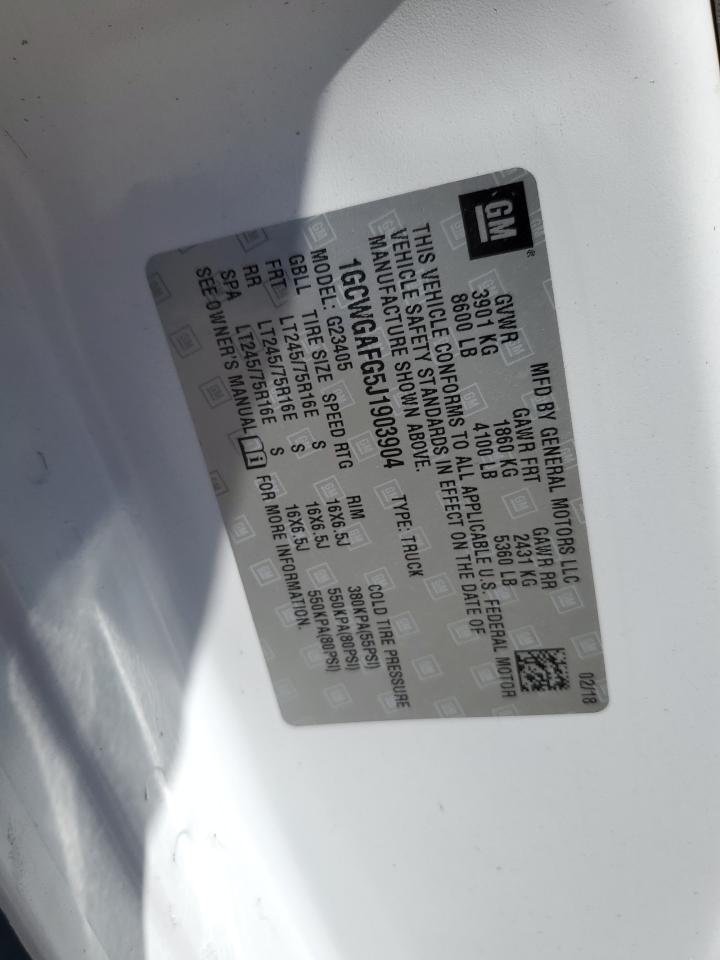 GM ®
MFD BY GENERAL MOTORS LLC 02/18
GVWR GAWR FRT GAWR RR
3901 KG 1860 KG 2431 KG
8600 LB 4100 LB 5360 LB
THIS VEHICLE CONFORMS TO ALL APPLICABLE U.S. FEDERAL MOTOR
VEHICLE SAFETY STANDARDS IN EFFECT ON THE DATE OF
MANUFACTURE SHOWN ABOVE.
1GCWGAFG5J1903904 TYPE: TRUCK
MODEL: G23405
GBLL TIRE SIZE SPEED RTG RIM COLD TIRE PRESSURE
FRT LT245/75R16E S 16X6.5J 380KPA(55PSI)
RR LT245/75R16E S 16X6.5J 550KPA(80PSI)
SPA LT245/75R16E S 16X6.5J 550KPA(80PSI)
SEE OWNER'S MANUAL i FOR MORE INFORMATION.